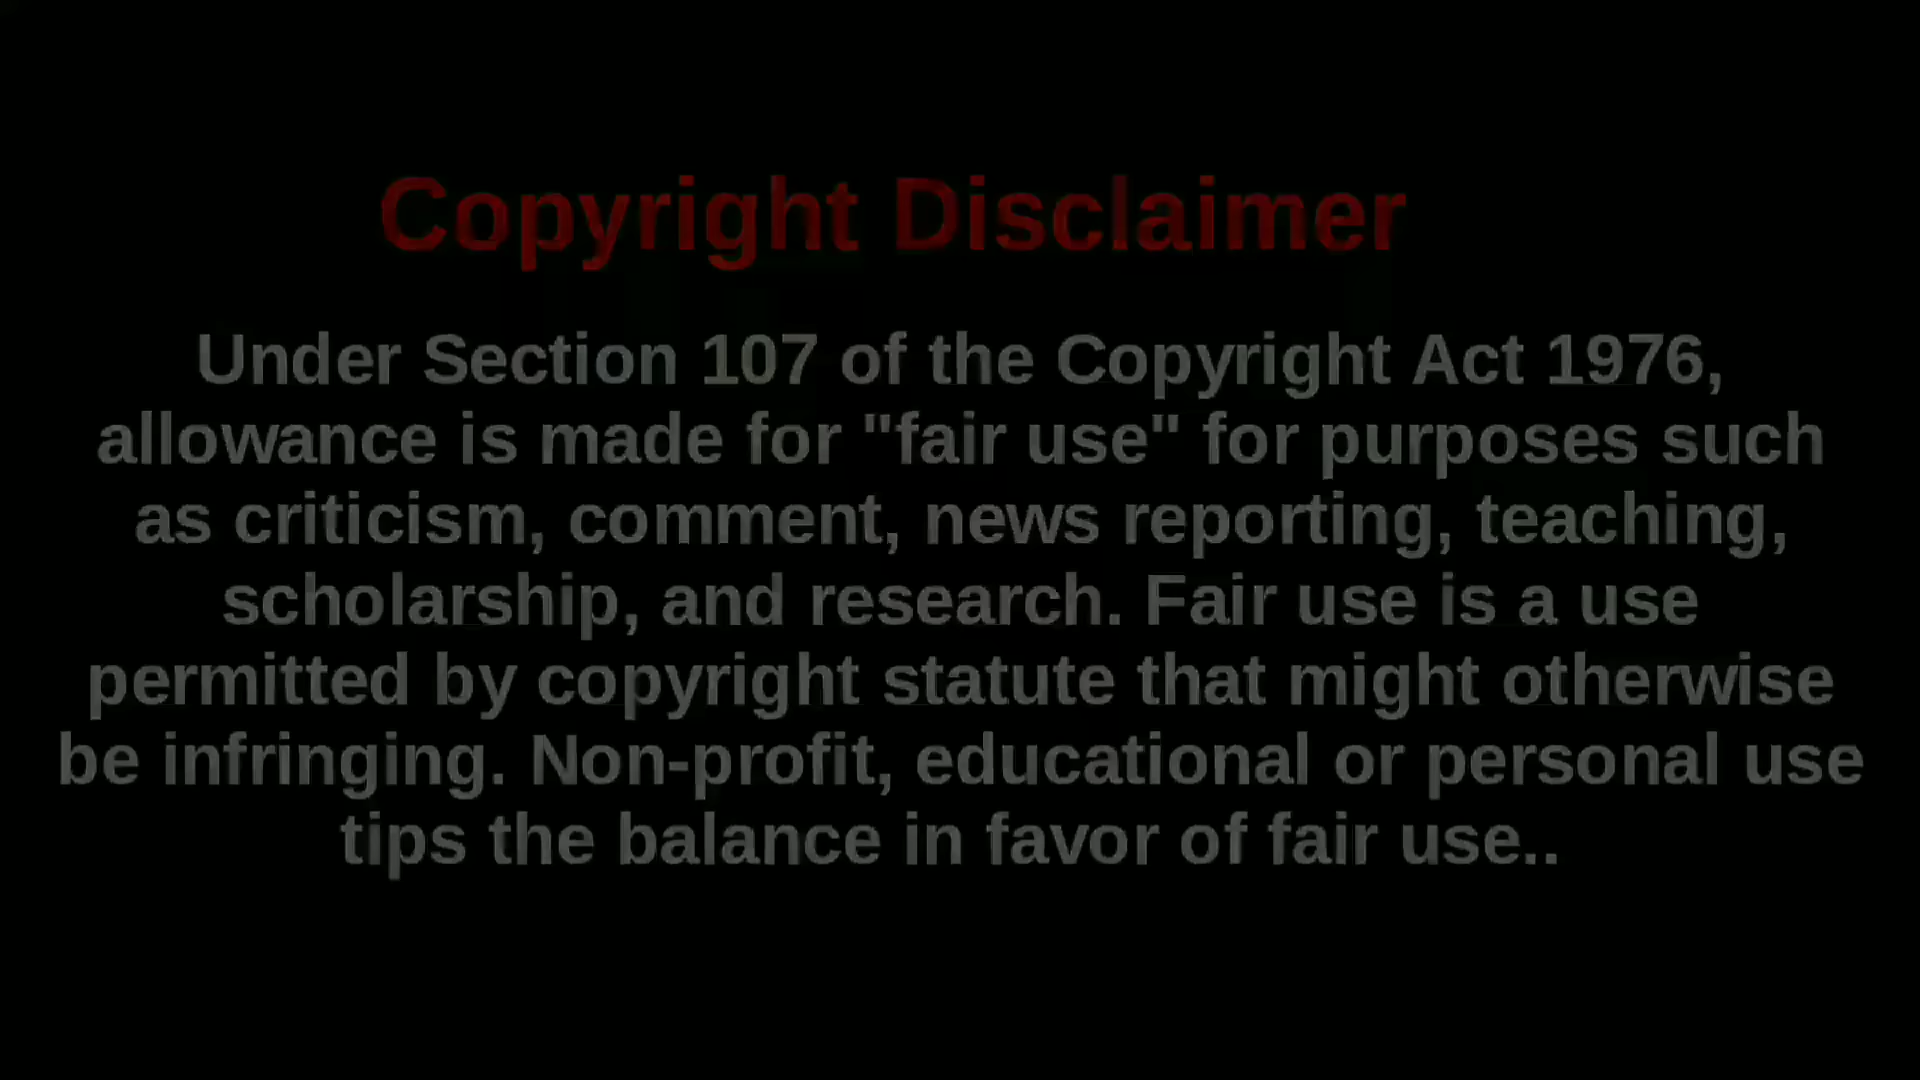 Copyright Disclaimer
Under Section 107 of the Copyright Act 1976,
allowance is made for "fair use" for purposes such
as criticism, comment, news reporting, teaching,
scholarship, and research. Fair use is a use
permitted by copyright statute that might otherwise
be infringing. Non-profit, educational or personal use
tips the balance in favor of fair use..